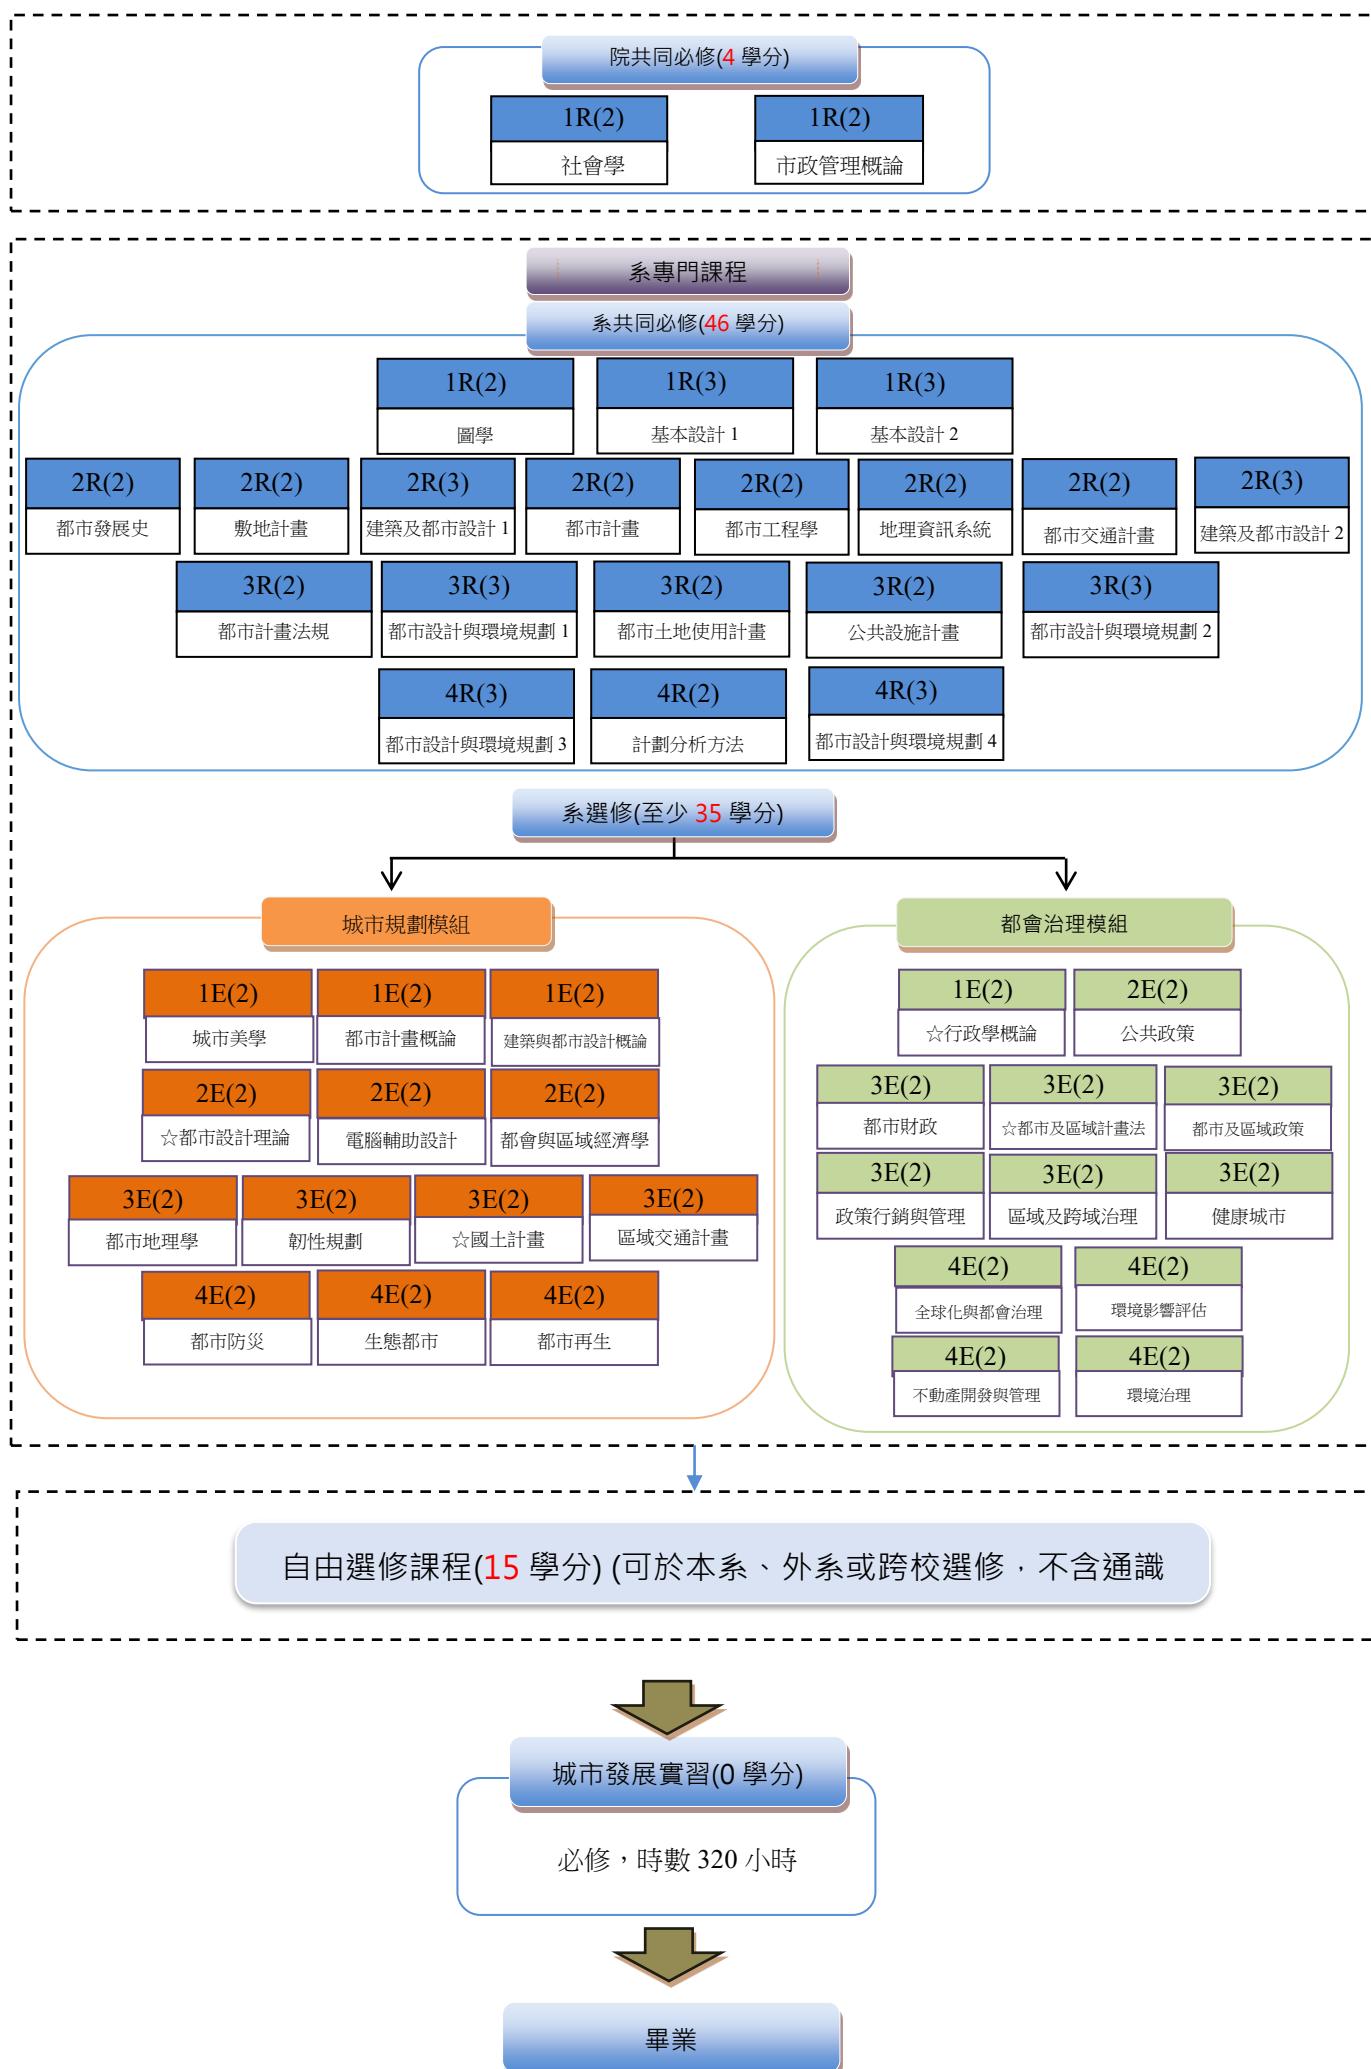 院共同必修(4 學分)
1R(2) 1R(2)
社會學 市政管理概論
系專門課程
系共同必修(46 學分)
1R(2) 1R(3) 1R(3)
圖學 基本設計 1 基本設計 2
2R(2) 2R(2) 2R(3) 2R(2) 2R(2) 2R(2) 2R(2) 2R(3)
都市發展史 敷地計畫 建築及都市設計 1 都市計畫 都市工程學 地理資訊系統 都市交通計畫 建築及都市設計 2
3R(2) 3R(3) 3R(2) 3R(2) 3R(3)
都市計畫法規 都市設計與環境規劃 1 都市土地使用計畫 公共設施計畫 都市設計與環境規劃 2
4R(3) 4R(2) 4R(3)
都市設計與環境規劃 3 計劃分析方法 都市設計與環境規劃 4
系選修(至少 35 學分)
城市規劃模組
1E(2) 1E(2) 1E(2)
城市美學 都市計畫概論 建築與都市設計概論
2E(2) 2E(2) 2E(2)
☆都市設計理論 電腦輔助設計 都會與區域經濟學
3E(2) 3E(2) 3E(2) 3E(2)
都市地理學 韌性規劃 ☆國土計畫 區域交通計畫
4E(2) 4E(2) 4E(2)
都市防災 生態都市 都市再生
都會治理模組
1E(2) 2E(2)
☆行政學概論 公共政策
3E(2) 3E(2) 3E(2)
都市財政 ☆都市及區域計畫法 都市及區域政策
3E(2) 3E(2) 3E(2)
政策行銷與管理 區域及跨域治理 健康城市
4E(2) 4E(2)
全球化與都會治理 環境影響評估
4E(2) 4E(2)
不動產開發與管理 環境治理
自由選修課程(15 學分) (可於本系、外系或跨校選修，不含通識
城市發展實習(0 學分)
必修，時數 320 小時
畢業